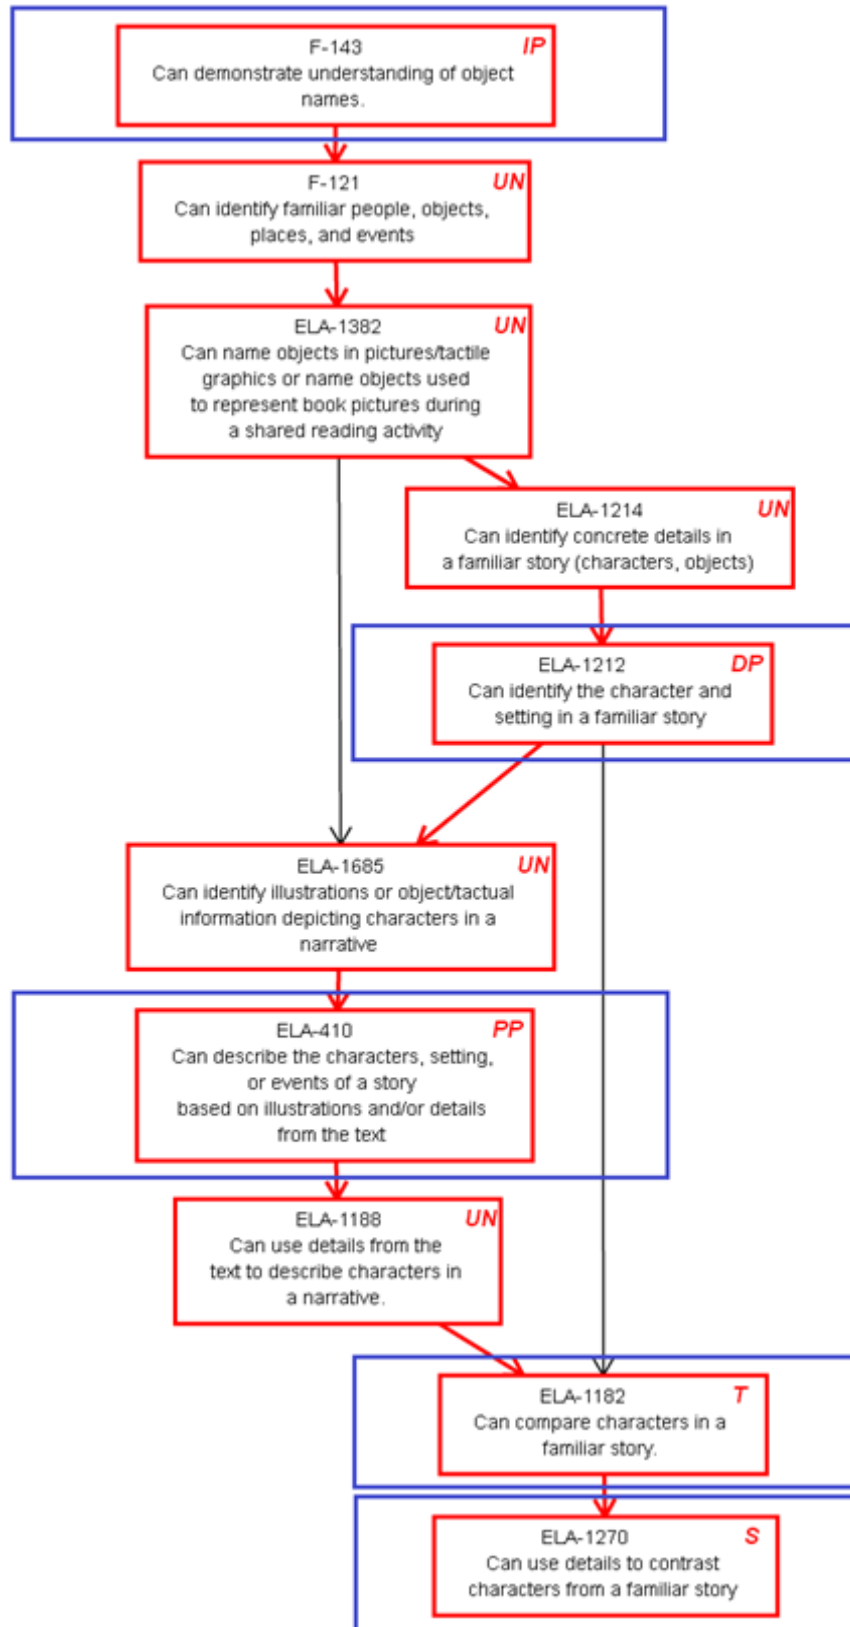 F-143 IP
Can demonstrate understanding of object
names.
F-121 UN
Can identify familiar people, objects,
places, and events
ELA-1382 UN
Can name objects in pictures/tactile
graphics or name objects used
to represent book pictures during
a shared reading activity
ELA-1214 UN
Can identify concrete details in
a familiar story (characters, objects)
ELA-1212 DP
Can identify the character and
setting in a familiar story
ELA-1685 UN
Can identify illustrations or object/tactual
information depicting characters in a
narrative
ELA-410 PP
Can describe the characters, setting,
or events of a story
based on illustrations and/or details
from the text
ELA-1188 UN
Can use details from the
text to describe characters in
a narrative.
ELA-1182 T
Can compare characters in a
familiar story.
ELA-1270 S
Can use details to contrast
characters from a familiar story